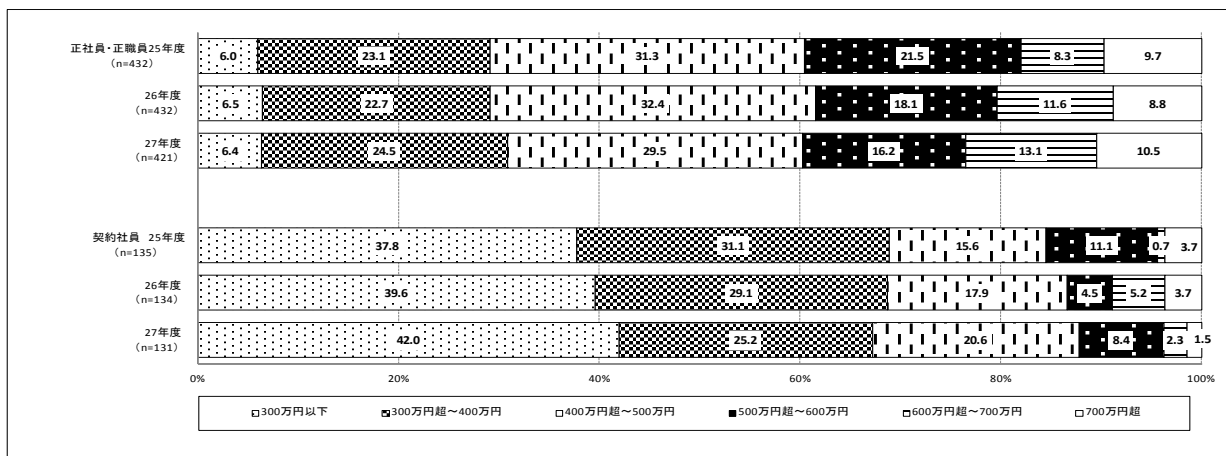 正社員・正職員25年度
6.0 23.1 31.3 21.5 8.3 9.7
(n=432)
26年度
6.5 22.7 32.4 18.1 11.6 8.8
(n=432)
27年度
6.4 24.5 29.5 16.2 13.1 10.5
(n=421)
契約社員 25年度
37.8 31.1 15.6 11.1 0.7 3.7
(n=135)
26年度
39.6 29.1 17.9 4.5 5.2 3.7
(n=134)
27年度
42.0 25.2 20.6 8.4 2.3 1.5
(n=131)
0% 20% 40% 60% 80% 100%
300万円以下 300万円超~400万円 400万円超~500万円 500万円超~600万円 600万円超~700万円 700万円超